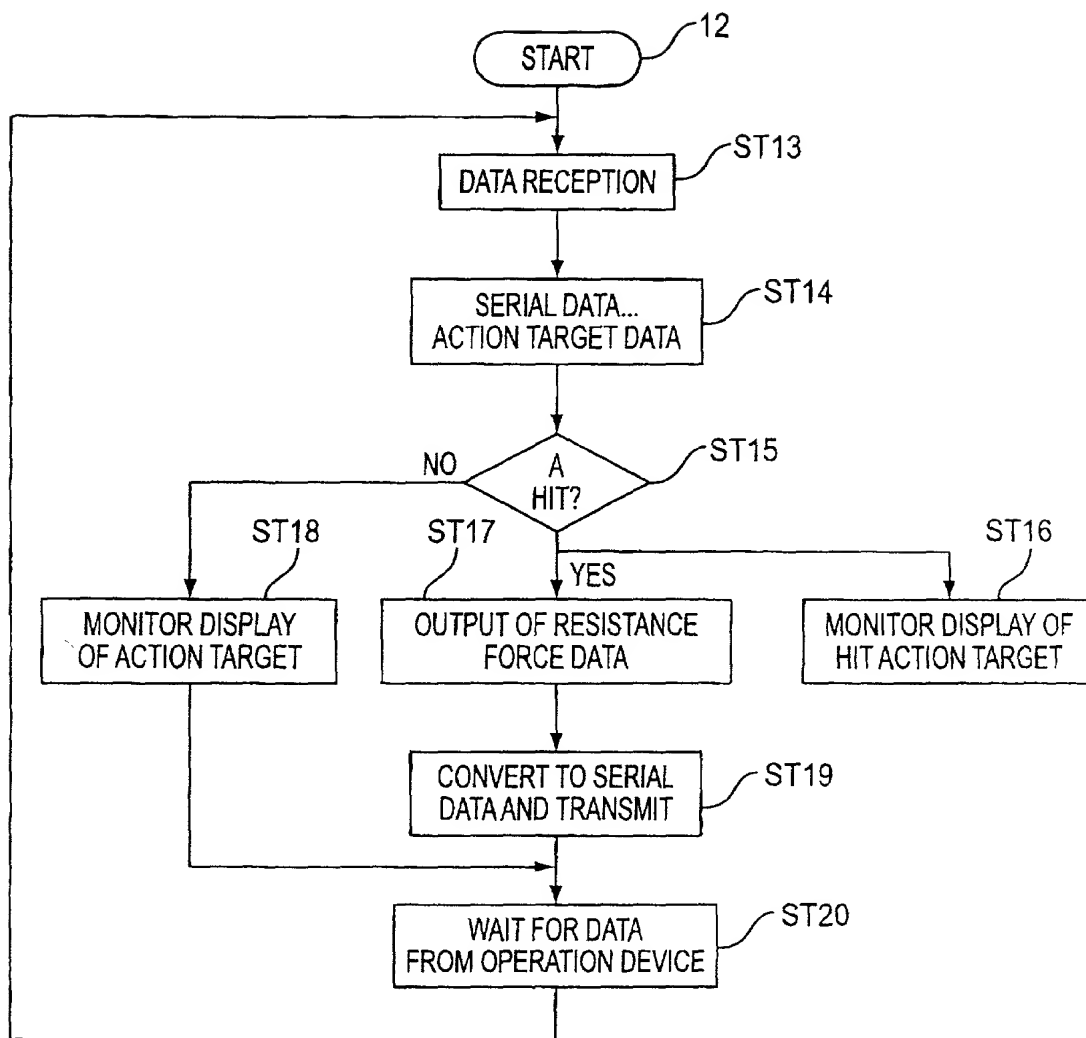 12
START
ST13
DATA RECEPTION
ST14
SERIAL DATA...
ACTION TARGET DATA
ST15
NO
A
HIT?
ST18
ST17
ST16
YES
MONITOR DISPLAY
OF ACTION TARGET
OUTPUT OF RESISTANCE
FORCE DATA
MONITOR DISPLAY OF
HIT ACTION TARGET
CONVERT TO SERIAL
DATA AND TRANSMIT
ST19
WAIT FOR DATA
FROM OPERATION DEVICE
ST20